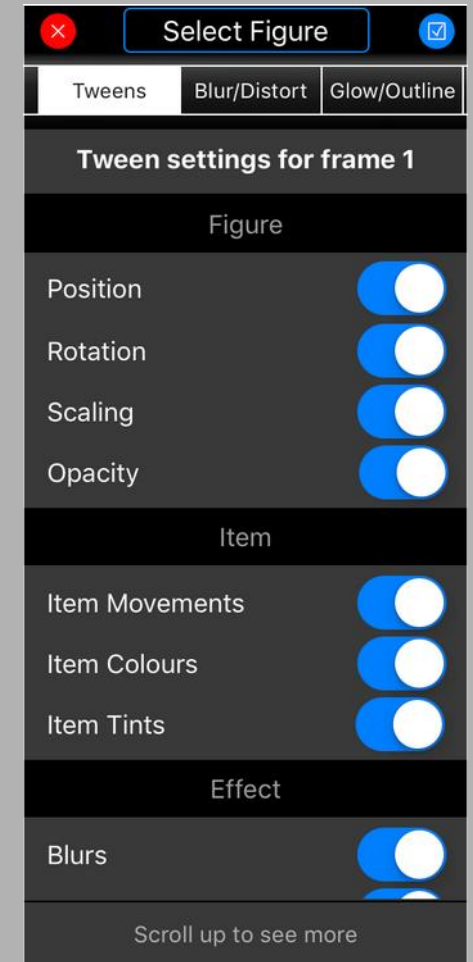 Select Figure
Tweens
Blur/Distort
Glow/Outline
Tween settings for frame 1
Figure
Position
Rotation
Scaling
Opacity
Item
Item Movements
Item Colours
Item Tints
Effect
Blurs
Scroll up to see more